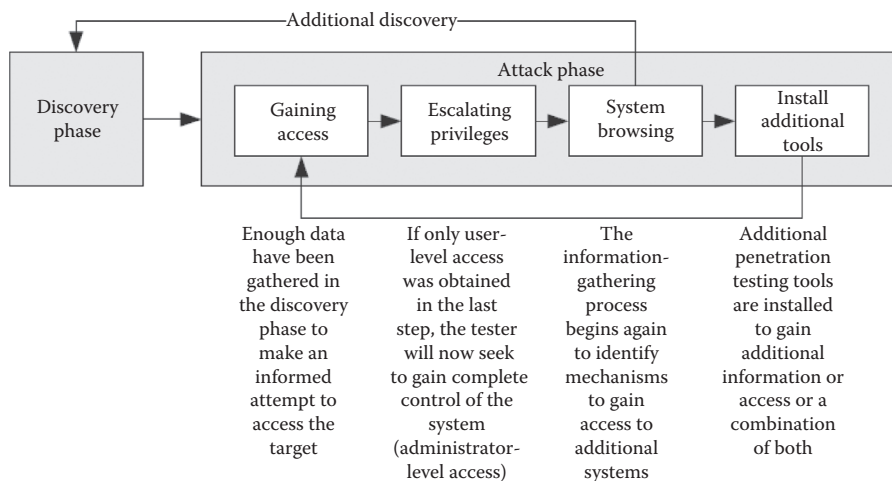 Additional discovery
Attack phase
Discovery
phase
Gaining
access
Escalating
privileges
System
browsing
Install
additional
tools
Enough data
have been
gathered in
the discovery
phase to
make an
informed
attempt to
access the
target
If only user-
level access
was obtained
in the last
step, the tester
will now seek
to gain complete
control of the
system
(administrator-
level access)
The
information-
gathering
process
begins again
to identify
mechanisms
to gain
access to
additional
systems
Additional
penetration
testing tools
are installed
to gain
additional
information or
access or a
combination
of both